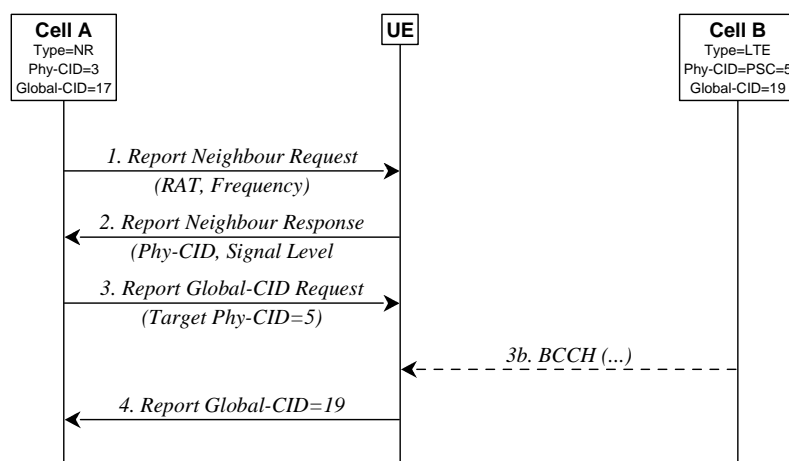 Cell A
Type=NR
Phy-CID=3
Global-CID=17
UE
Cell B
Type=LTE
Phy-CID=PSC=5
Global-CID=19
1. Report Neighbour Request
(RAT, Frequency)
2. Report Neighbour Response
(Phy-CID, Signal Level
3. Report Global-CID Request
(Target Phy-CID=5)
3b. BCCH (...)
4. Report Global-CID=19